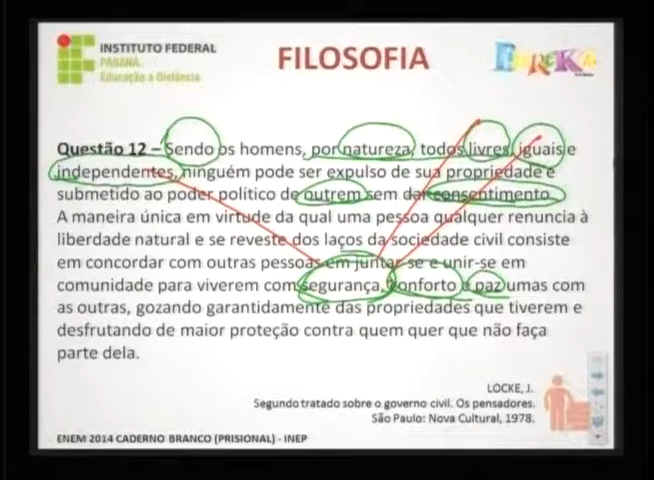 INSTITUTO FEDERAL
PARANÁ
Educação a Distância
FILOSOFIA
EUREKA
Questão 12 – Sendo os homens, por natureza, todos livres, iguais e
independentes, ninguém pode ser expulso de sua propriedade e
submetido ao poder político de outrem sem dar consentimento.
A maneira única em virtude da qual uma pessoa qualquer renuncia à
liberdade natural e se reveste dos laços da sociedade civil consiste
em concordar com outras pessoas em juntar-se e unir-se em
comunidade para viverem com segurança, conforto e paz umas com
as outras, gozando garantidamente das propriedades que tiverem e
desfrutando de maior proteção contra quem quer que não faça
parte dela.
LOCKE, J.
Segundo tratado sobre o governo civil. Os pensadores.
São Paulo: Nova Cultural, 1978.
ENEM 2014 CADERNO BRANCO (PRISIONAL) - INEP